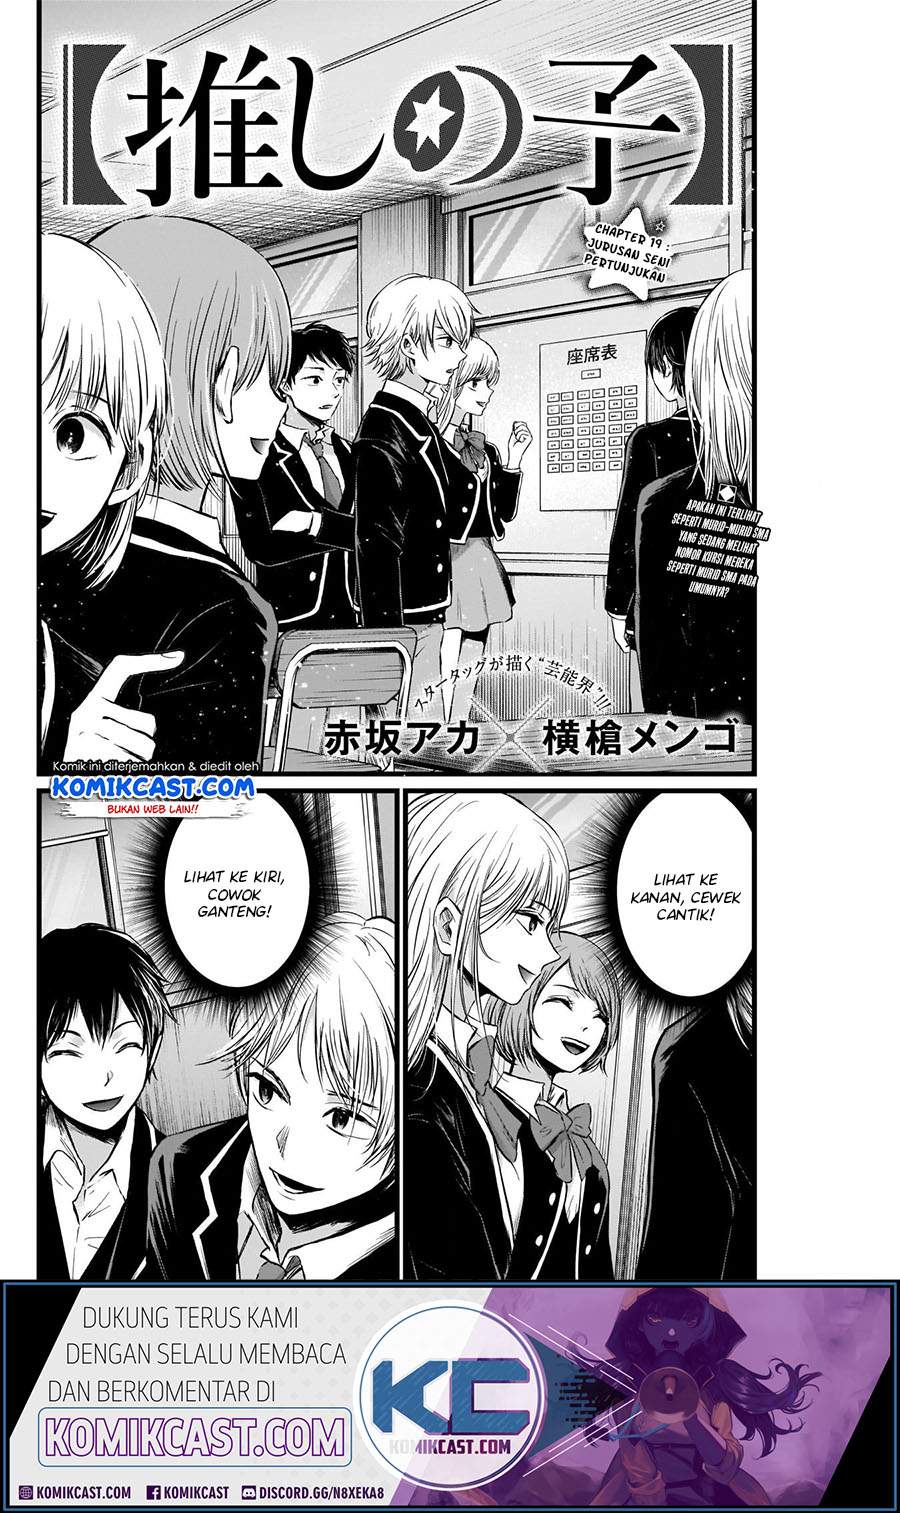 【推しの子】
CHAPTER 19 :
JURUSAN SENI
PERTUNJUKAN
座席表
APAKAH INI TERLIHAT
SEPERTI MURID-MURID SMA
YANG SEDANG MELIHAT
NOMOR KURSI MEREKA
SEPERTI MURID SMA PADA
UMUMNYA?
スタータッグが描く“芸能界”!!!
赤坂アカ × 横槍メンゴ
Komik ini diterjemahkan & diedit oleh
KOMIKCAST.COM
BUKAN WEB LAIN!!
LIHAT KE
KANAN, CEWEK
CANTIK!
LIHAT KE KIRI,
COWOK
GANTENG!
DUKUNG TERUS KAMI
DENGAN SELALU MEMBACA
DAN BERKOMENTAR DI
KOMIKCAST.COM
KC
KOMIKCAST.COM
KOMIKCAST.COM
KOMIKCAST
DISCORD.GG/N8XEKA8